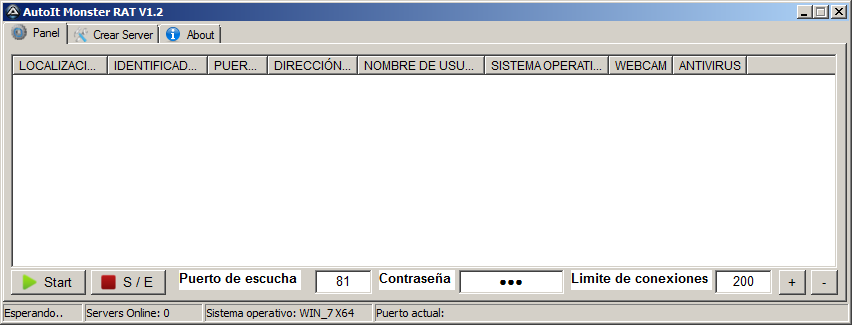 AutoIt Monster RAT V1.2
Panel Crear Server About
LOCALIZACI... IDENTIFICAD... PUER... DIRECCIÓN... NOMBRE DE USU... SISTEMA OPERATI... WEBCAM ANTIVIRUS
Start S / E Puerto de escucha 81 Contraseña ●●● Limite de conexiones 200 + -
Esperando.. Servers Online: 0 Sistema operativo: WIN_7 X64 Puerto actual: